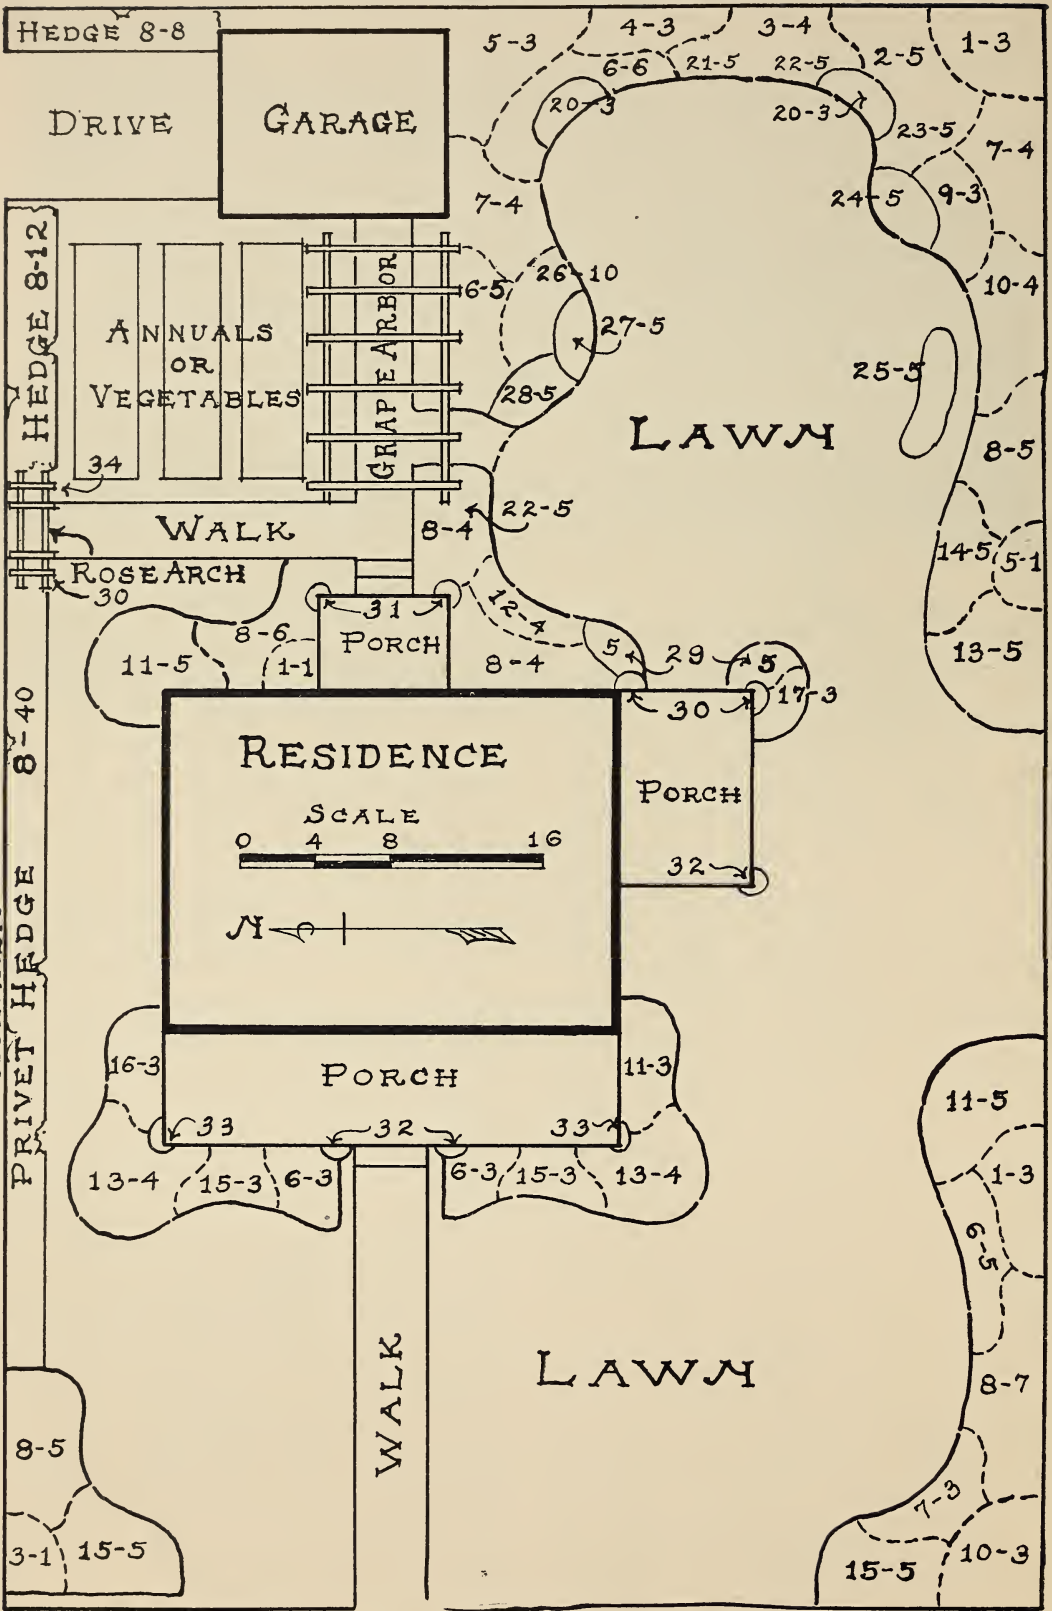 HEDGE 8-8
5-3
4-3
3-4
2-5
1-3
6-6
21-5
22-5
20-3
20-3
23-5
DRIVE
GARAGE
7-4
7-4
24-5
9-3
HEDGE 8-12
6-5
26-10
10-4
ANNUALS
OR
VEGETABLES
GRAPE ARBOR
27-5
28-5
25-5
LAWN
8-5
34
WALK
8-4
22-5
14-5
5-1
ROSE ARCH
30
31
12-4
8-6
1-1
PORCH
8-4
5
29
5
13-5
11-5
17-3
30
PRIVET HEDGE 8-40
RESIDENCE
SCALE
0 4 8 16
PORCH
32
N
16-3
PORCH
11-3
33
32
33
13-4
15-3
6-3
6-3
15-3
13-4
11-5
1-3
6-5
WALK
LAWN
8-7
8-5
7-3
3-1
15-5
15-5
10-3